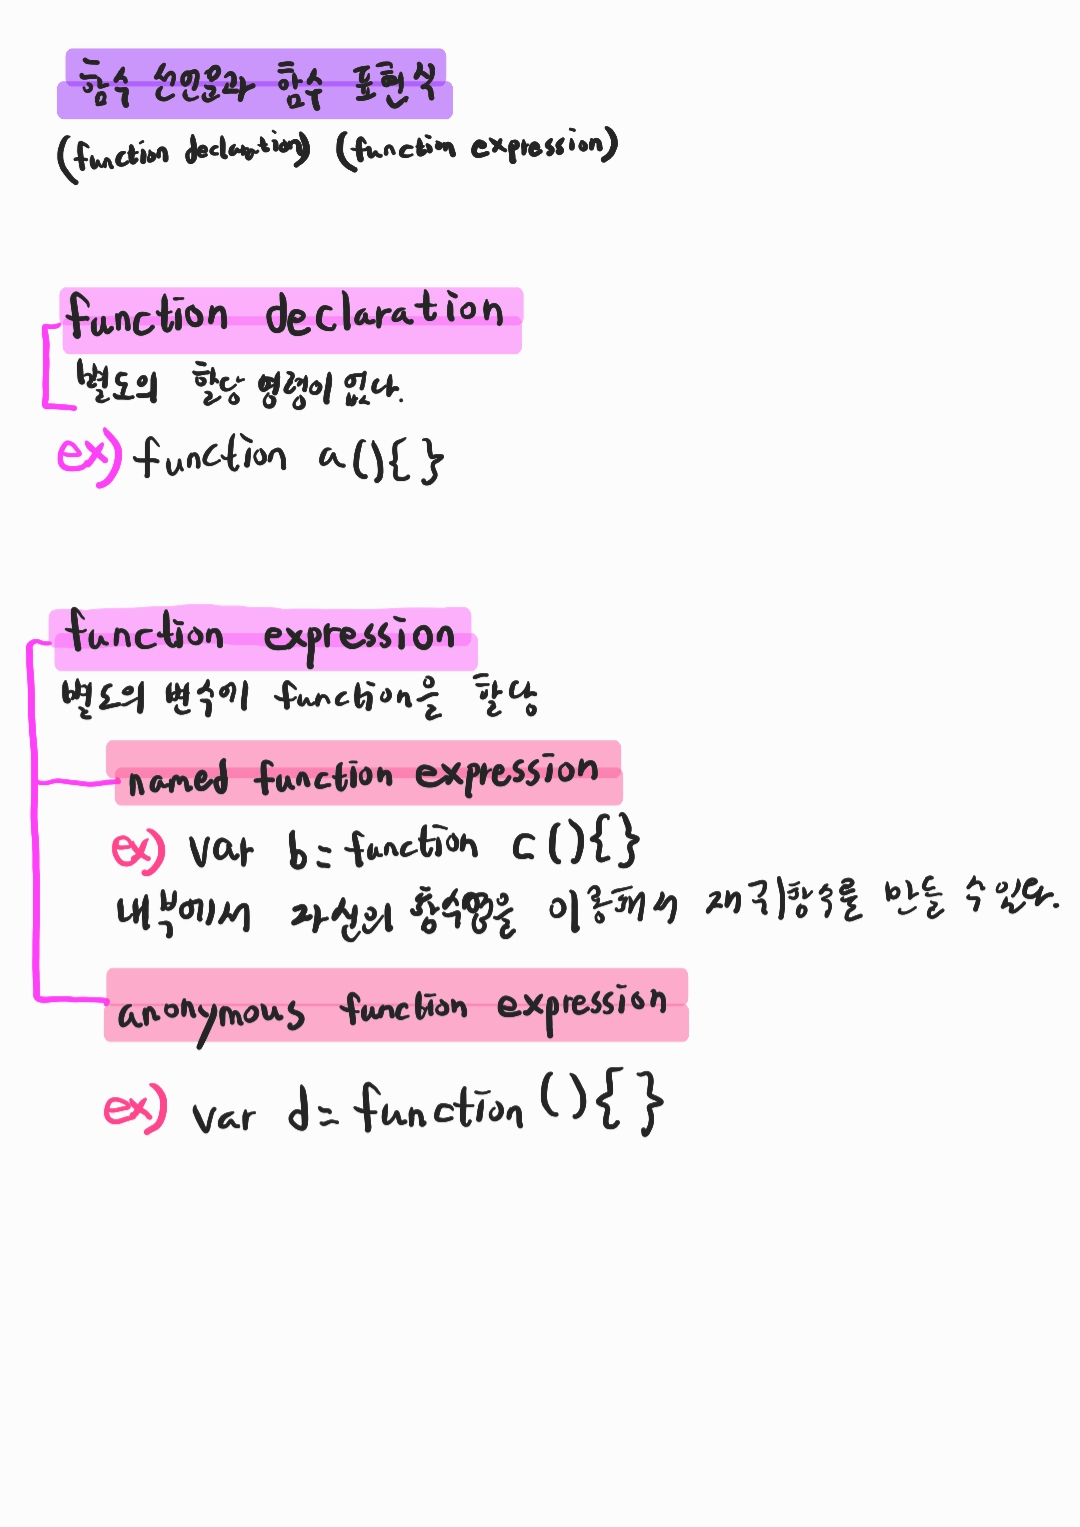 함수 선언문과 함수 표현식
(function declaration) (function expression)
function declaration
별도의 할당 명령이 없다.
ex) function a(){}
function expression
별도의 변수에 function을 할당
named function expression
ex) var b = function c(){}
내부에서 자신의 함수명을 이용해서 재귀함수를 만들 수 있다.
anonymous function expression
ex) var d = function (){}